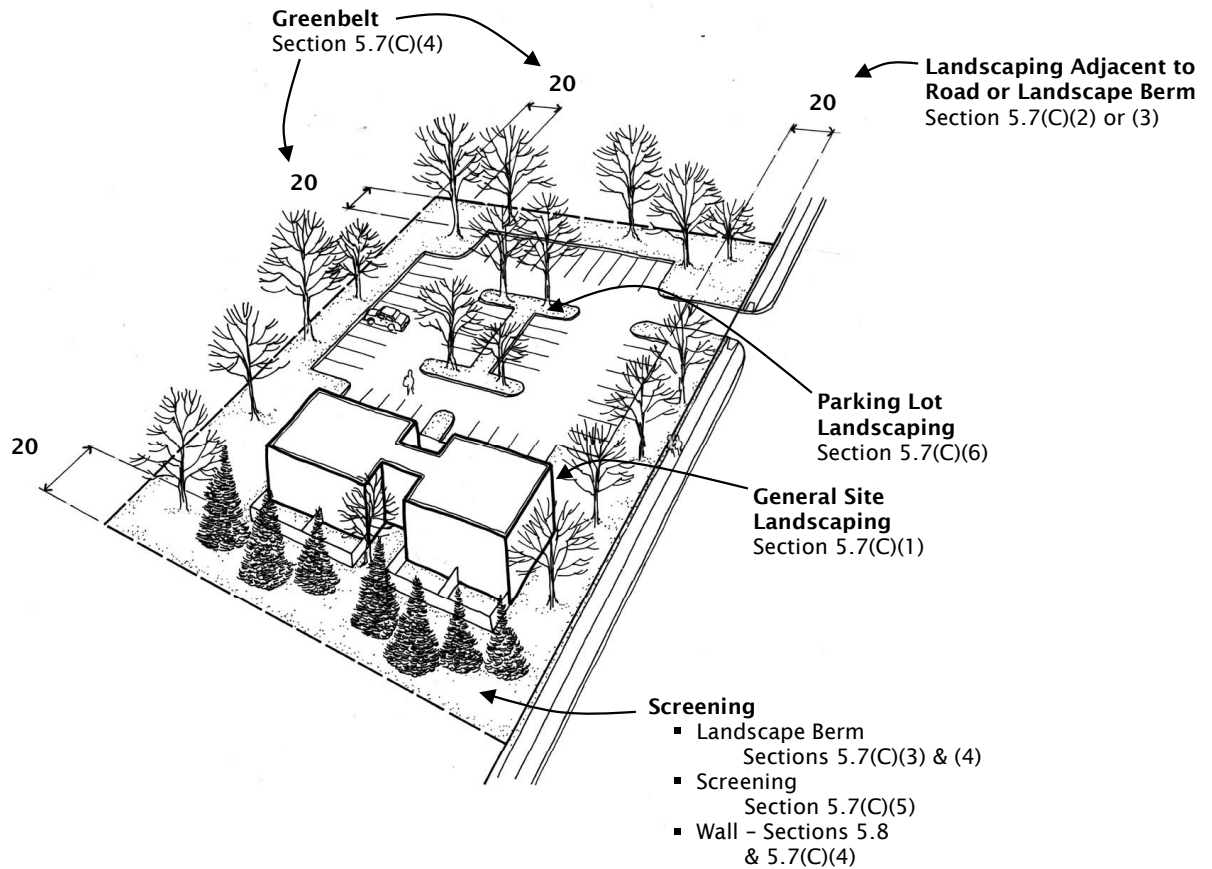 Greenbelt
Section 5.7(C)(4)
20
20
Landscaping Adjacent to
Road or Landscape Berm
Section 5.7(C)(2) or (3)
20
20
Parking Lot
Landscaping
Section 5.7(C)(6)
General Site
Landscaping
Section 5.7(C)(1)
Screening
▪ Landscape Berm
Sections 5.7(C)(3) & (4)
▪ Screening
Section 5.7(C)(5)
▪ Wall – Sections 5.8
& 5.7(C)(4)